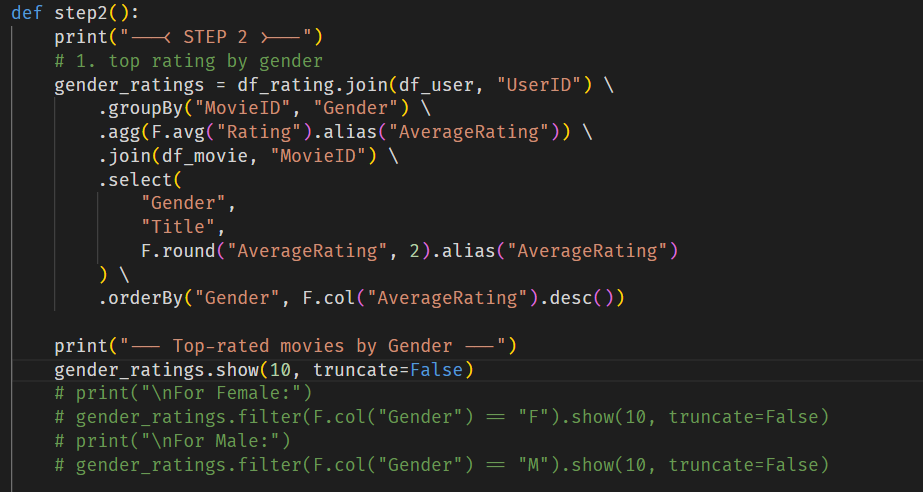 def step2():
    print("---< STEP 2 >---")
    # 1. top rating by gender
    gender_ratings = df_rating.join(df_user, "UserID") \
        .groupBy("MovieID", "Gender") \
        .agg(F.avg("Rating").alias("AverageRating")) \
        .join(df_movie, "MovieID") \
        .select(
            "Gender",
            "Title",
            F.round("AverageRating", 2).alias("AverageRating")
        ) \
        .orderBy("Gender", F.col("AverageRating").desc())

    print("--- Top-rated movies by Gender ---")
    gender_ratings.show(10, truncate=False)
    # print("\nFor Female:")
    # gender_ratings.filter(F.col("Gender") == "F").show(10, truncate=False)
    # print("\nFor Male:")
    # gender_ratings.filter(F.col("Gender") == "M").show(10, truncate=False)